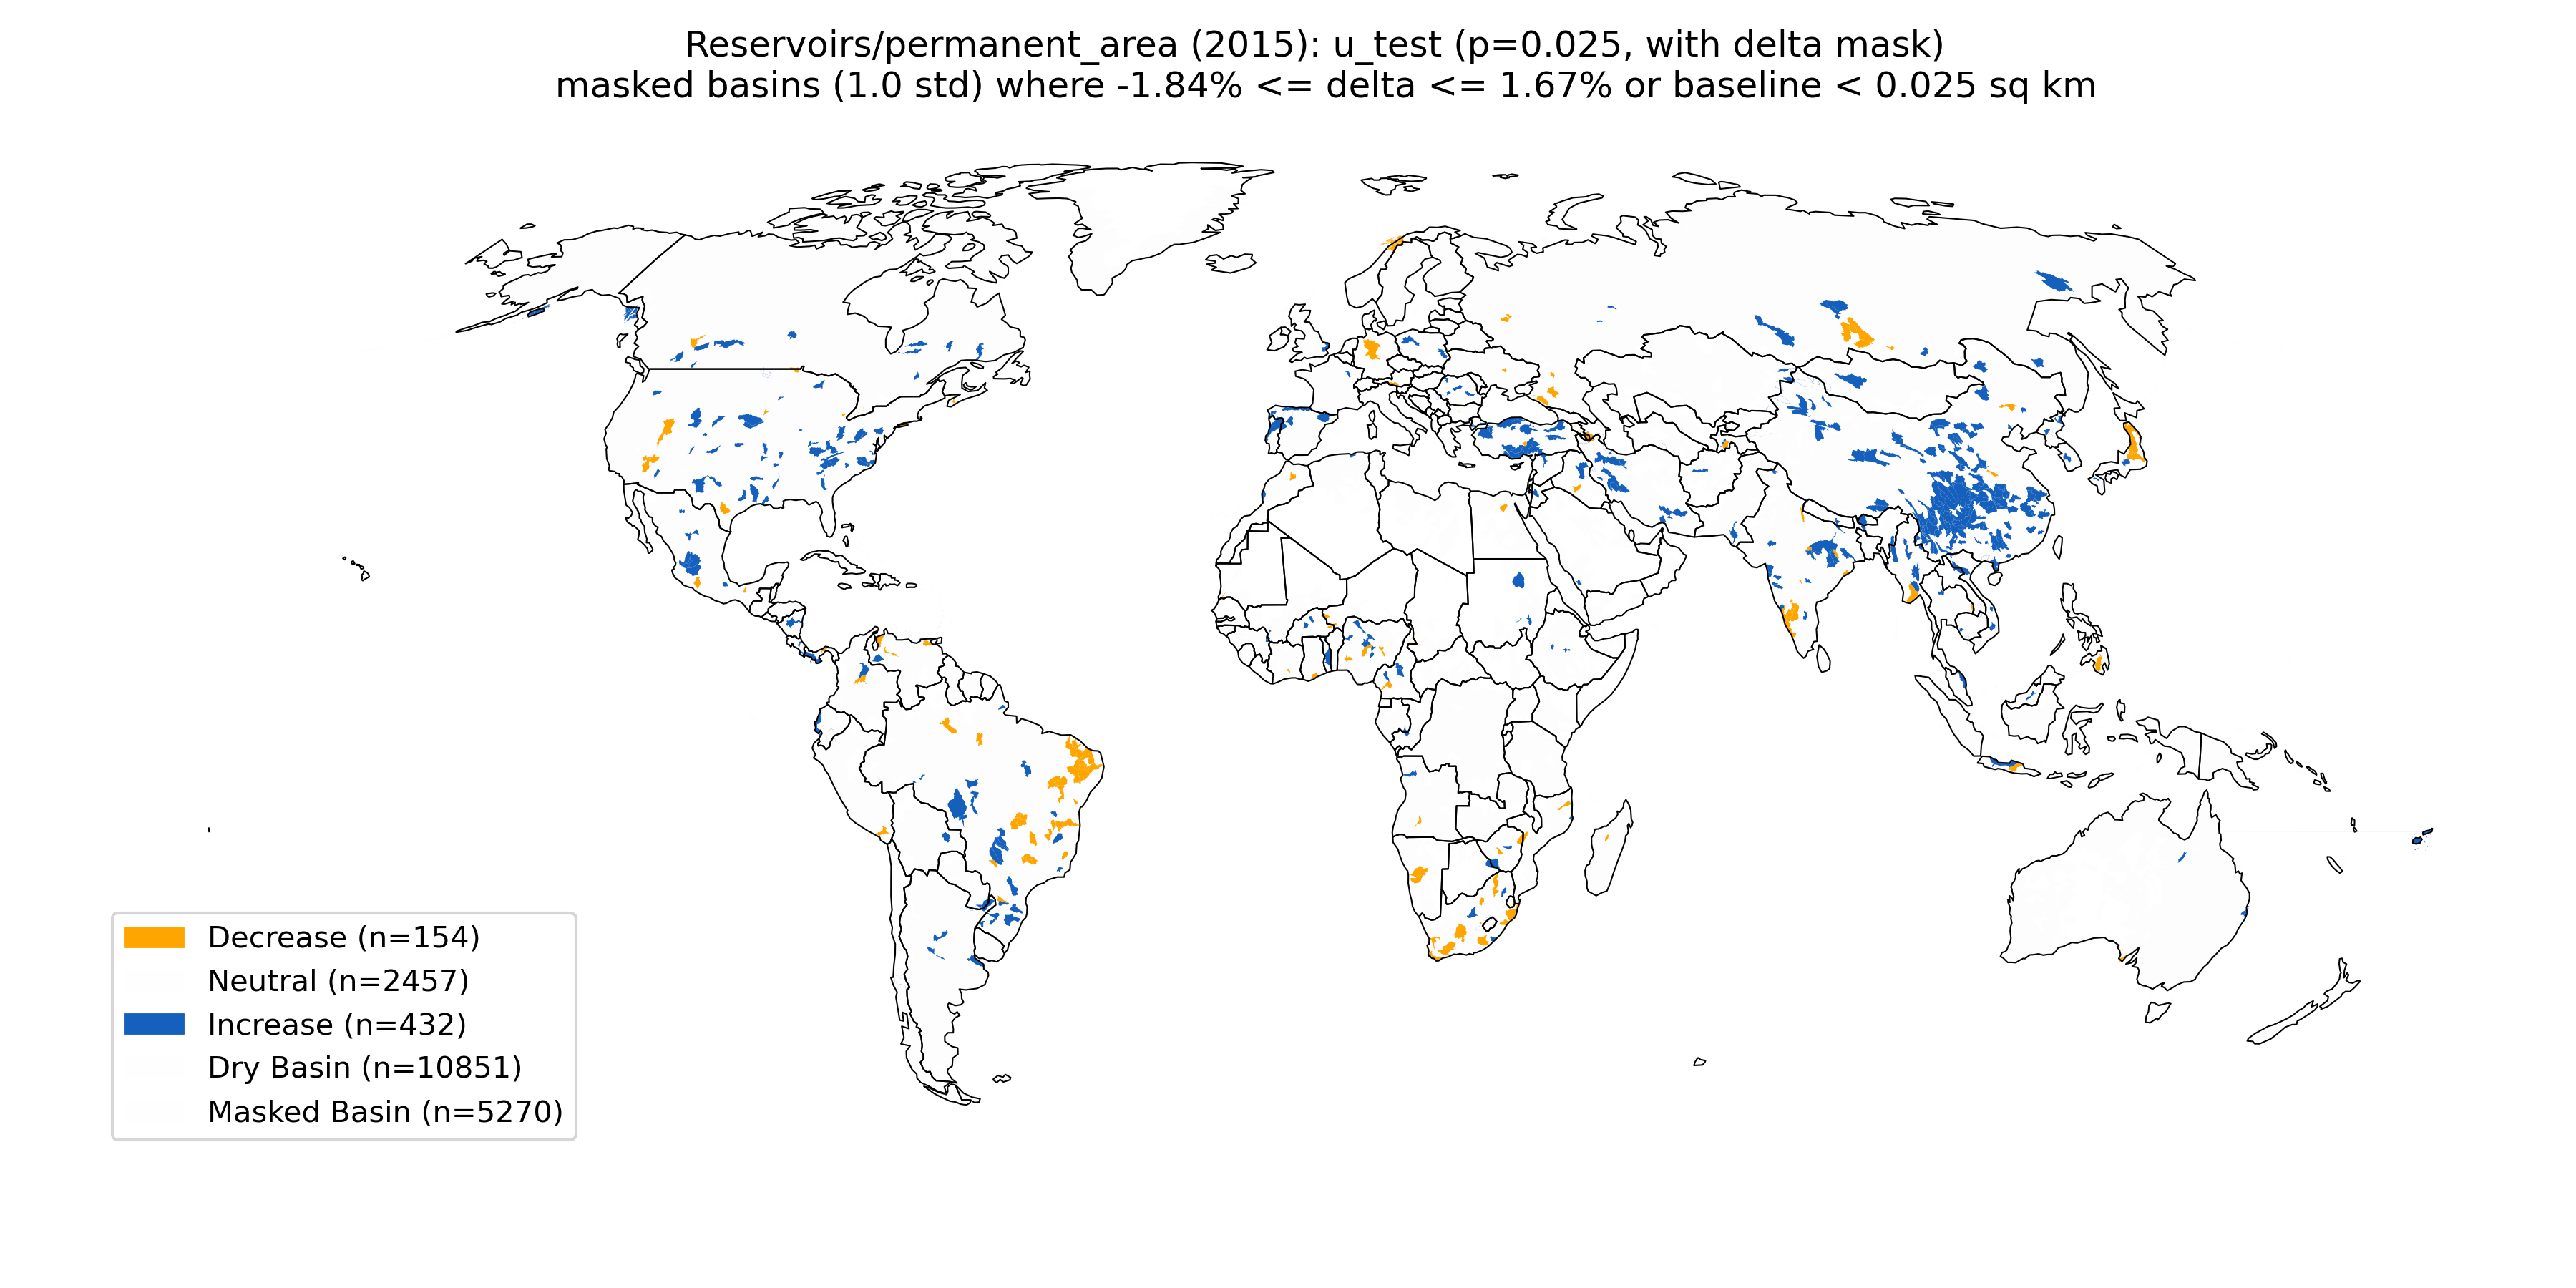 Reservoirs/permanent_area (2015): u_test (p=0.025, with delta mask)
masked basins (1.0 std) where -1.84% <= delta <= 1.67% or baseline < 0.025 sq km
Decrease (n=154)
Neutral (n=2457)
Increase (n=432)
Dry Basin (n=10851)
Masked Basin (n=5270)